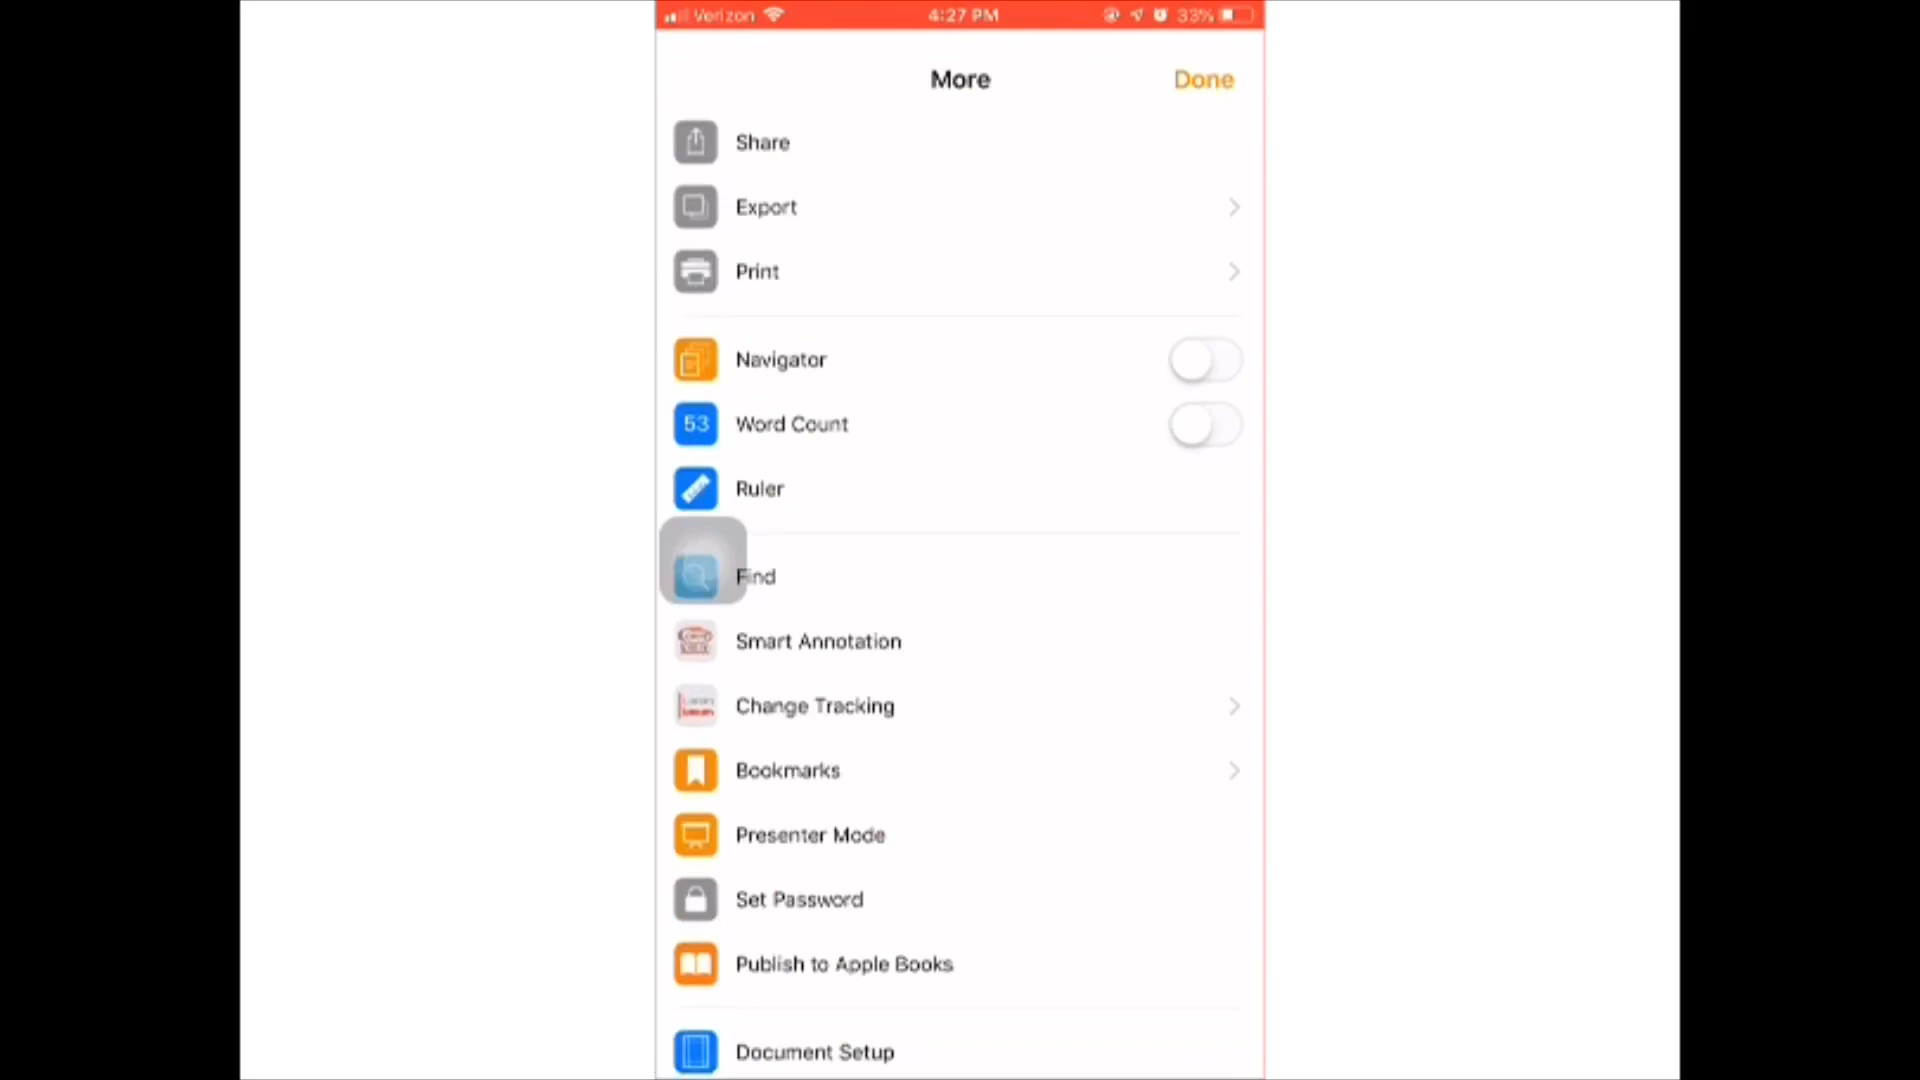 Verizon 4:27 PM 33%
More Done
Share
Export
Print
Navigator
53 Word Count
Ruler
Find
Smart Annotation
Change Tracking
Bookmarks
Presenter Mode
Set Password
Publish to Apple Books
Document Setup